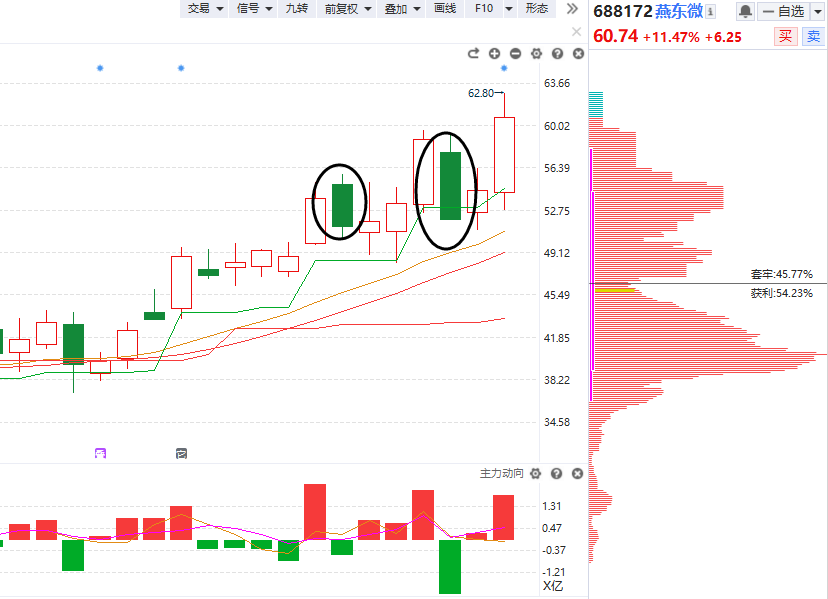 交易 信号 九转 前复权 叠加 画线 F10 形态
688172 燕东微 自选
60.74 +11.47% +6.25 买 卖
63.66
62.80
60.02
56.39
52.75
49.12
套牢:45.77%
获利:54.23%
45.49
41.85
38.22
34.58
主力动向
1.31
0.47
-0.37
-1.21
X亿